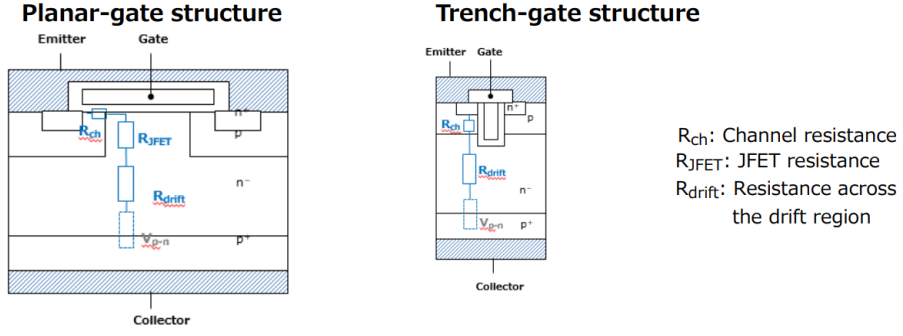 Planar-gate structure
Trench-gate structure
Emitter
Gate
n+
p
Rch
RJFET
n-
Rdrift
Vp-n
p+
Collector
Emitter Gate
n+
p
Rch
Rdrift
n-
Vp-n
p+
Collector
Rch: Channel resistance
RJFET: JFET resistance
Rdrift: Resistance across
the drift region